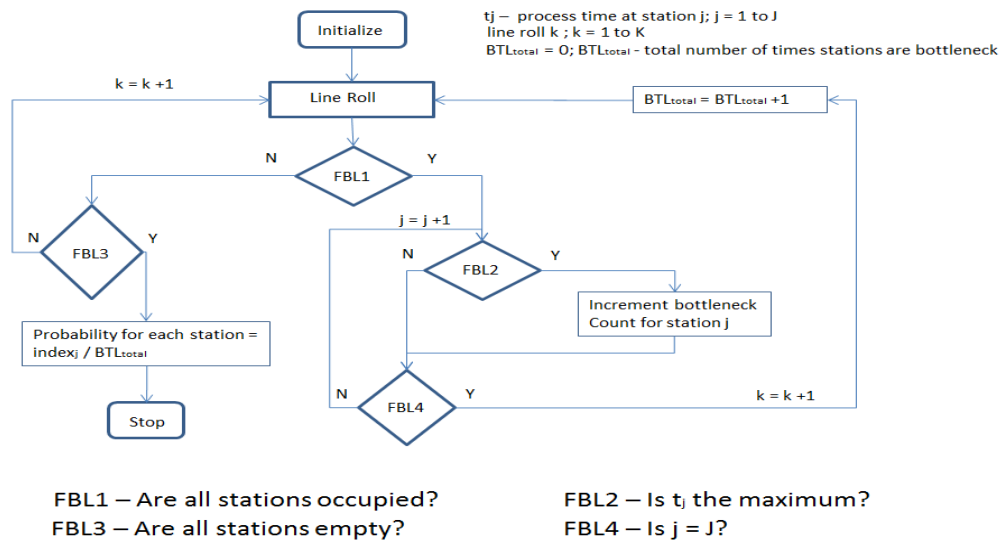 Initialize
tj – process time at station j; j = 1 to J
line roll k ; k = 1 to K
BTLtotal = 0; BTLtotal - total number of times stations are bottleneck
k = k +1
Line Roll
BTLtotal = BTLtotal +1
N
FBL1
Y
j = j +1
N
FBL3
Y
N
FBL2
Y
Increment bottleneck
Count for station j
Probability for each station =
indexj / BTLtotal
N
FBL4
Y
k = k +1
Stop
FBL1 – Are all stations occupied?
FBL2 – Is tj the maximum?
FBL3 – Are all stations empty?
FBL4 – Is j = J?